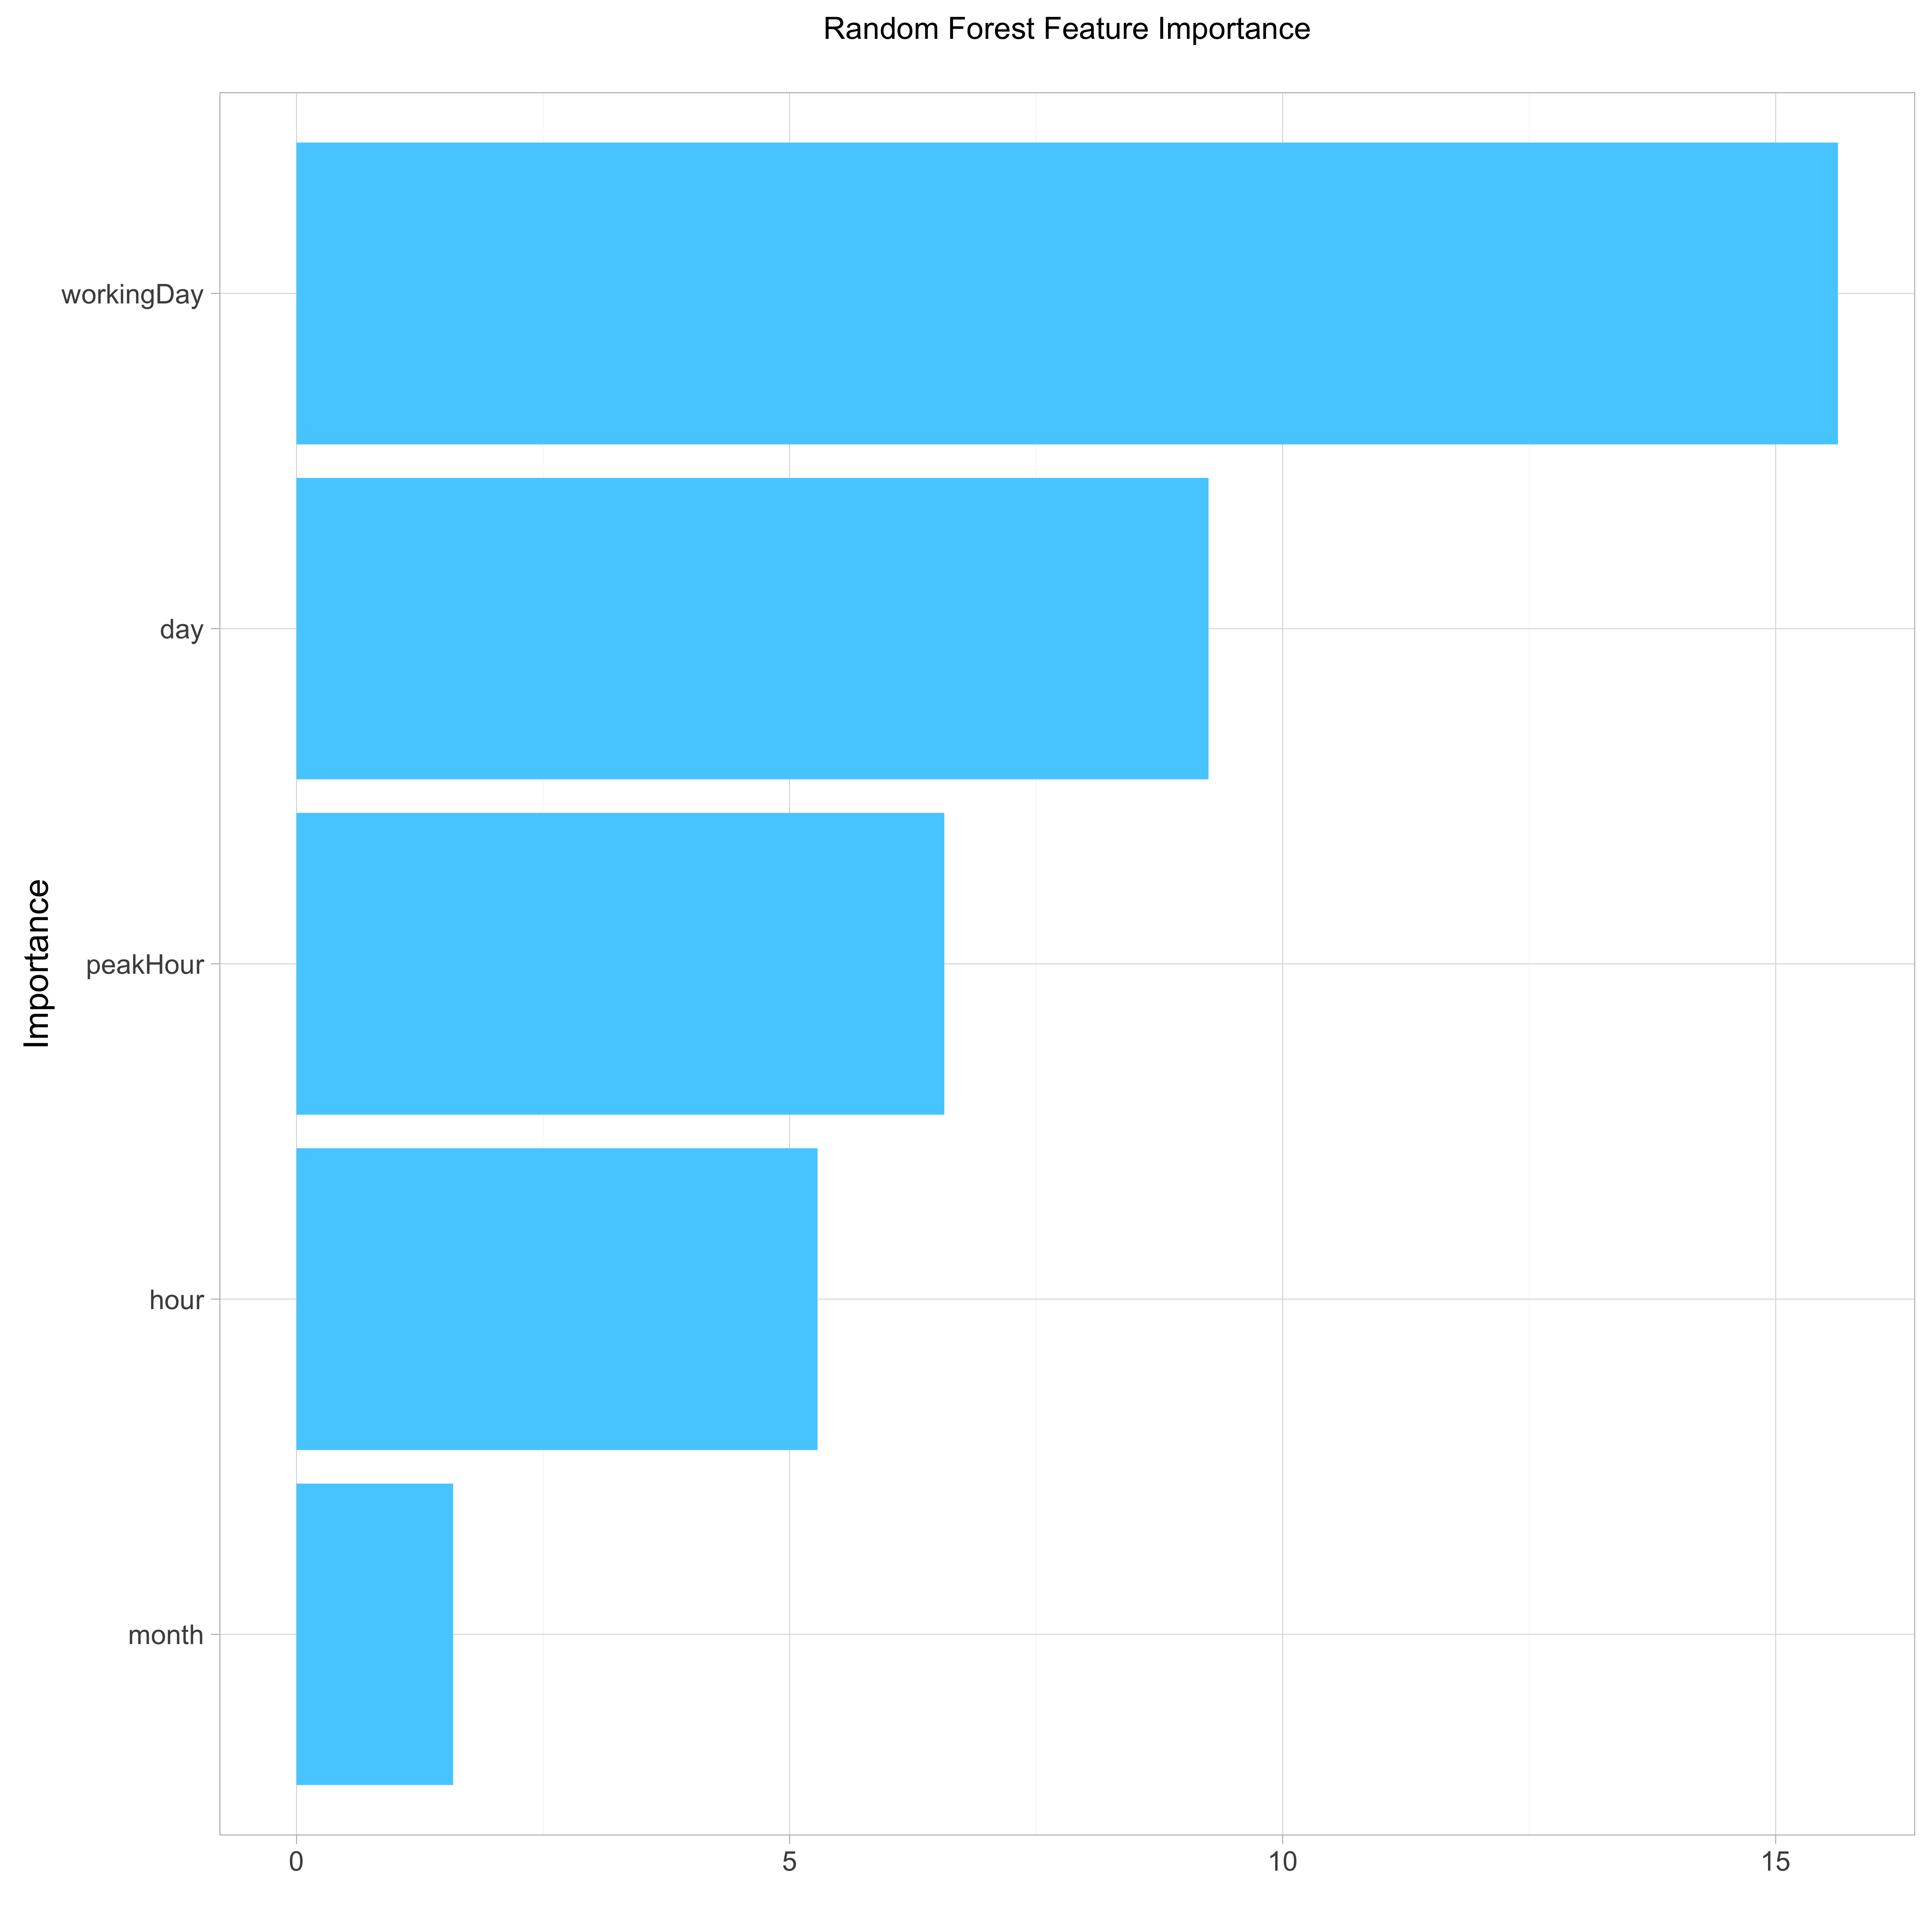 Random Forest Feature Importance
workingDay
day
peakHour
hour
month
Importance
0 5 10 15